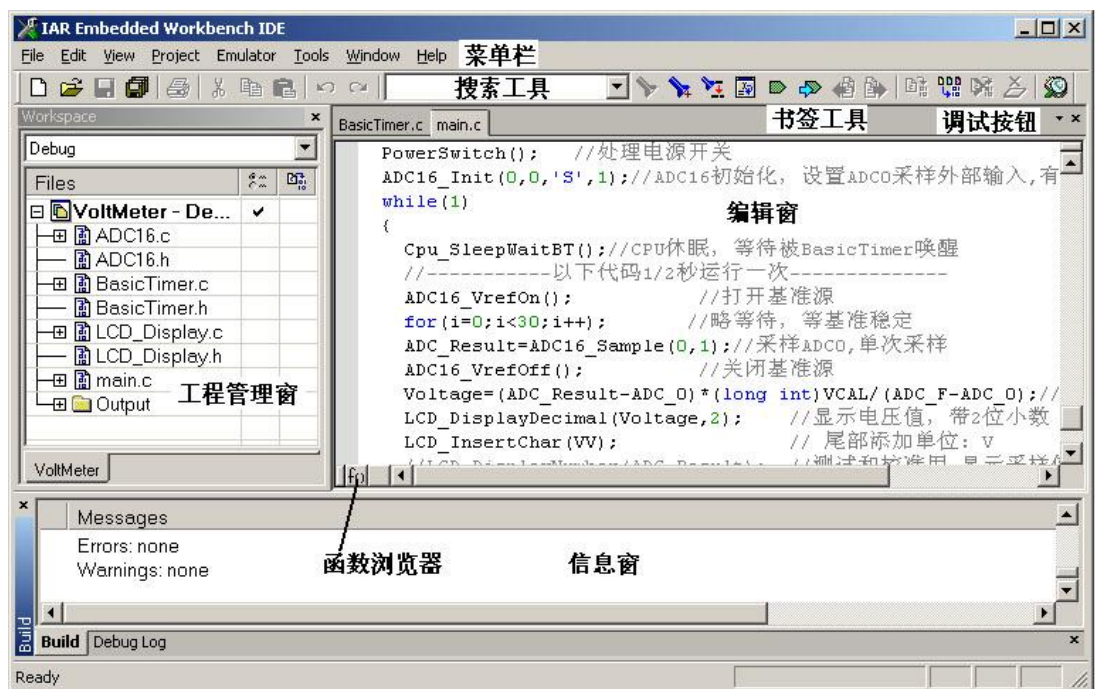 IAR Embedded Workbench IDE
File Edit View Project Emulator Tools Window Help 菜单栏
搜索工具
Workspace
Debug
Files
VoltMeter - De...
ADC16.c
ADC16.h
BasicTimer.c
BasicTimer.h
LCD_Display.c
LCD_Display.h
main.c
Output
工程管理窗
VoltMeter
BasicTimer.c main.c
书签工具 调试按钮
PowerSwitch(); //处理电源开关
ADC16_Init(0,0,'S',1);//ADC16初始化, 设置ADC0采样外部输入,有
while(1)
编辑窗
{
Cpu_SleepWaitBT();//CPU休眠, 等待被BasicTimer唤醒
//-----------以下代码1/2秒运行一次--------------
ADC16_VrefOn(); //打开基准源
for(i=0;i<30;i++); //略等待, 等基准稳定
ADC_Result=ADC16_Sample(0,1);//采样ADC0,单次采样
ADC16_VrefOff(); //关闭基准源
Voltage=(ADC_Result-ADC_0)*(long int)VCAL/(ADC_F-ADC_0);//
LCD_DisplayDecimal(Voltage,2); //显示电压值, 带2位小数
LCD_InsertChar(VV); // 尾部添加单位: V
f()
Messages
Errors: none
Warnings: none
函数浏览器
信息窗
Build
Build Debug Log
Ready